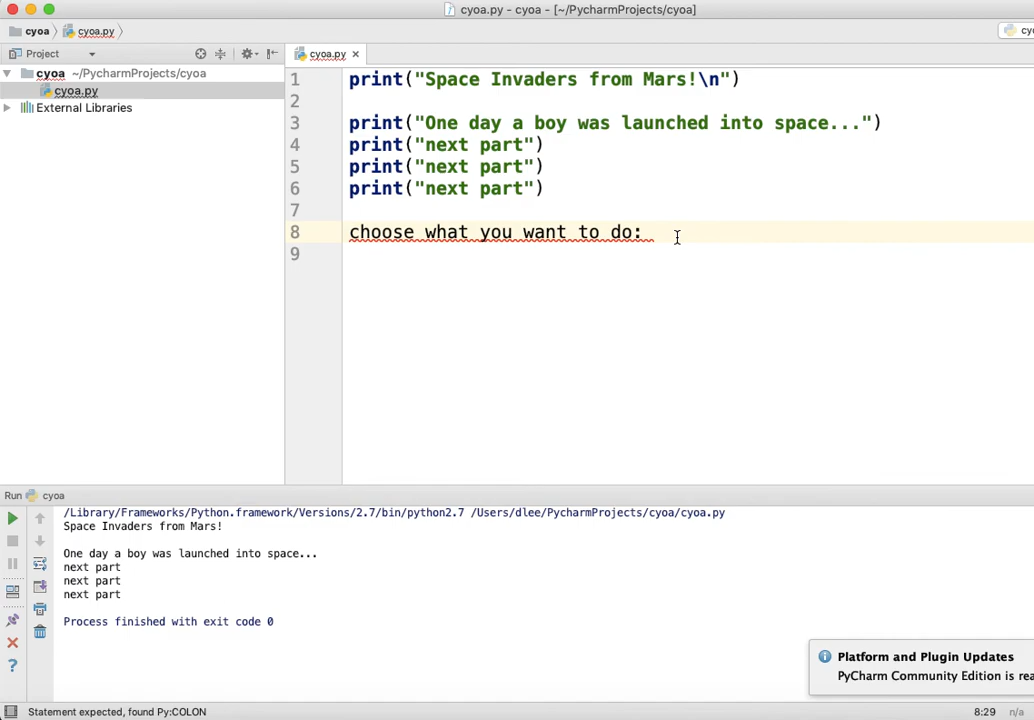 cyoa.py - cyoa - [~/PycharmProjects/cyoa]
cyoa cyoa.py cy
Project cyoa.py
cyoa ~/PycharmProjects/cyoa
cyoa.py
External Libraries
1 print("Space Invaders from Mars!\n")
2
3 print("One day a boy was launched into space...")
4 print("next part")
5 print("next part")
6 print("next part")
7
8 choose what you want to do:
9
Run cyoa
/Library/Frameworks/Python.framework/Versions/2.7/bin/python2.7 /Users/dlee/PycharmProjects/cyoa/cyoa.py
Space Invaders from Mars!
One day a boy was launched into space...
next part
next part
next part
Process finished with exit code 0
Platform and Plugin Updates
PyCharm Community Edition is rea
Statement expected, found Py:COLON 8:29 n/a